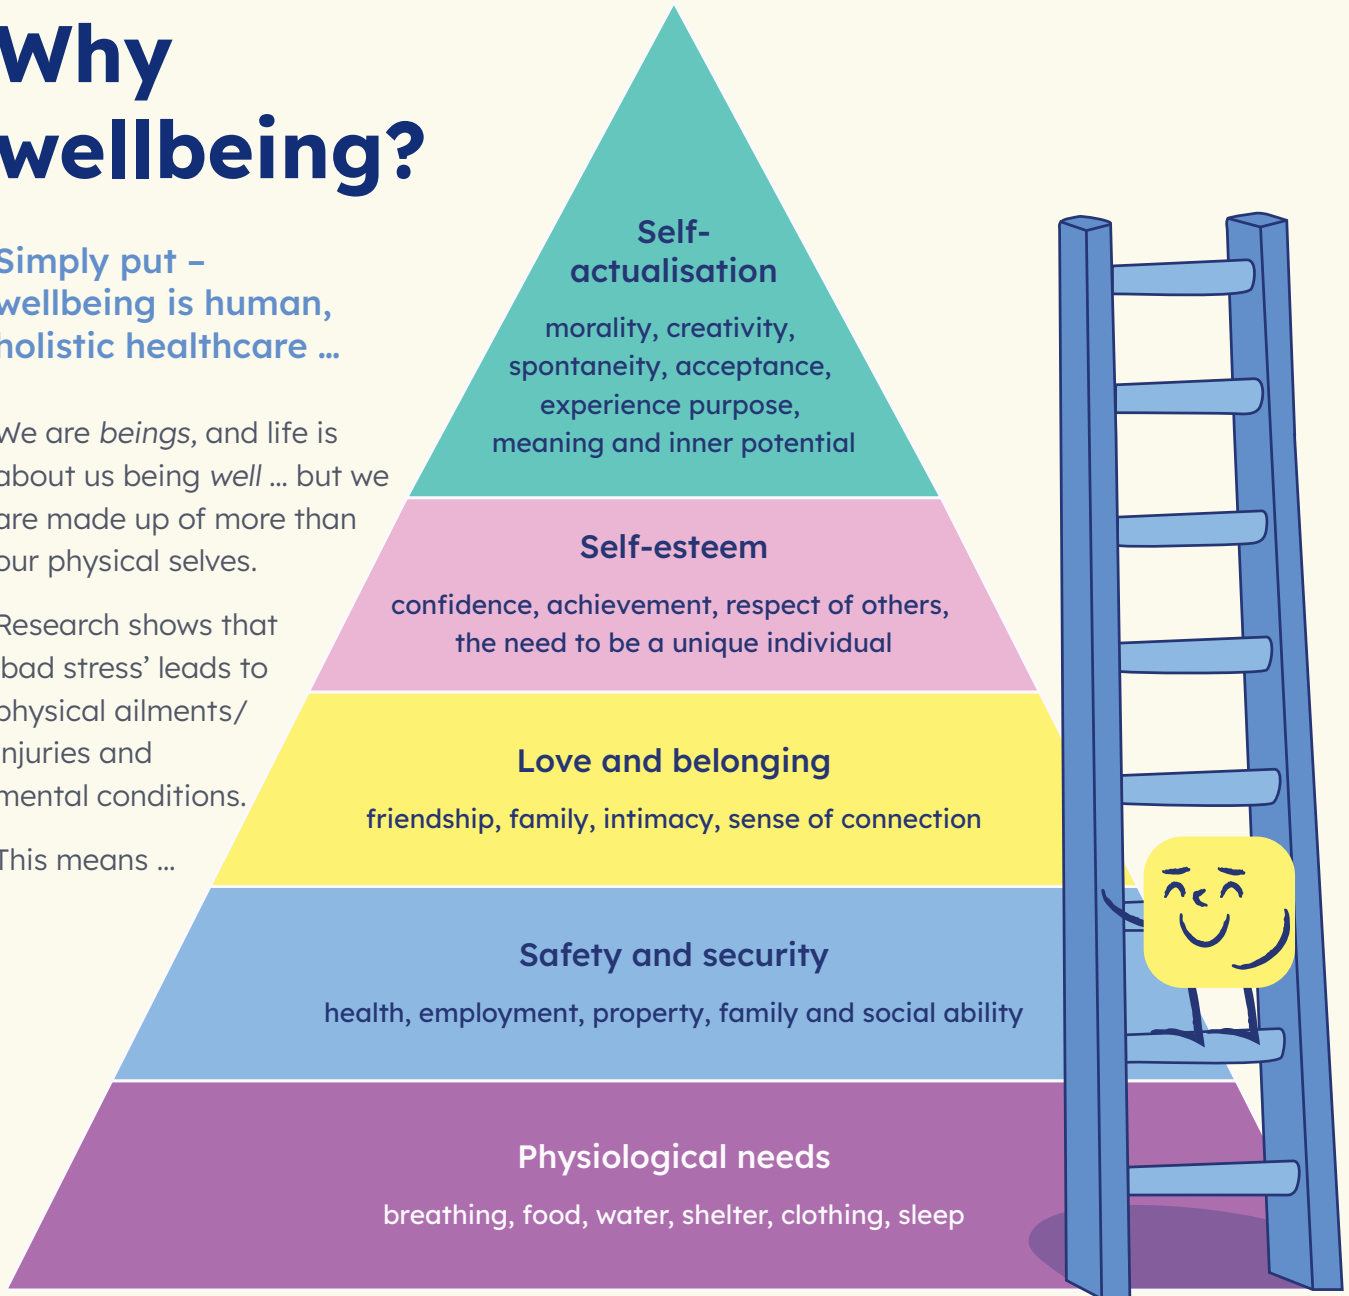 Why
wellbeing?
Simply put –
wellbeing is human,
holistic healthcare ...
We are beings, and life is
about us being well ... but we
are made up of more than
our physical selves.
Research shows that
bad stress’ leads to
physical ailments/
injuries and
mental conditions.
This means ...
Self-
actualisation
morality, creativity,
spontaneity, acceptance,
experience purpose,
meaning and inner potential
Self-esteem
confidence, achievement, respect of others,
the need to be a unique individual
Love and belonging
friendship, family, intimacy, sense of connection
Safety and security
health, employment, property, family and social ability
Physiological needs
breathing, food, water, shelter, clothing, sleep